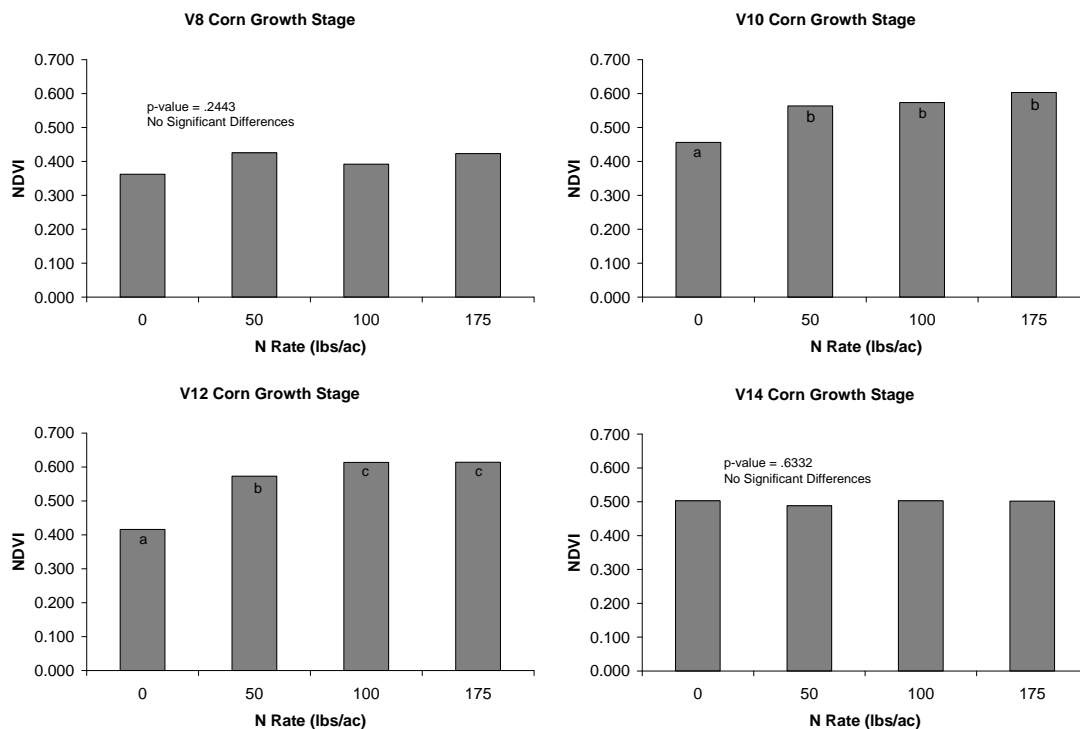 V8 Corn Growth Stage
0.700
0.600
0.500
0.400
0.300
0.200
0.100
0.000
NDVI
p-value = .2443
No Significant Differences
0 50 100 175
N Rate (lbs/ac)
V10 Corn Growth Stage
0.700
0.600
0.500
0.400
0.300
0.200
0.100
0.000
NDVI
a b b b
0 50 100 175
N Rate (lbs/ac)
V12 Corn Growth Stage
0.700
0.600
0.500
0.400
0.300
0.200
0.100
0.000
NDVI
a b c c
0 50 100 175
N Rate (lbs/ac)
V14 Corn Growth Stage
0.700
0.600
0.500
0.400
0.300
0.200
0.100
0.000
NDVI
p-value = .6332
No Significant Differences
0 50 100 175
N Rate (lbs/ac)